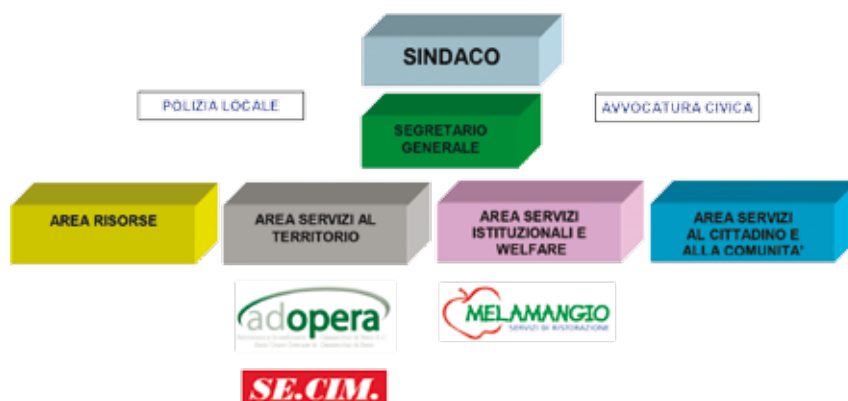 SINDACO
POLIZIA LOCALE
AVVOCATURA CIVICA
SEGRETARIO
GENERALE
AREA RISORSE
AREA SERVIZI AL
TERRITORIO
AREA SERVIZI
ISTITUZIONALI E
WELFARE
AREA SERVIZI
AL CITTADINO E
ALLA COMUNITA'
adopera
MELAMANGIO
SERVIZI DI RISTORAZIONE
SE.CIM.